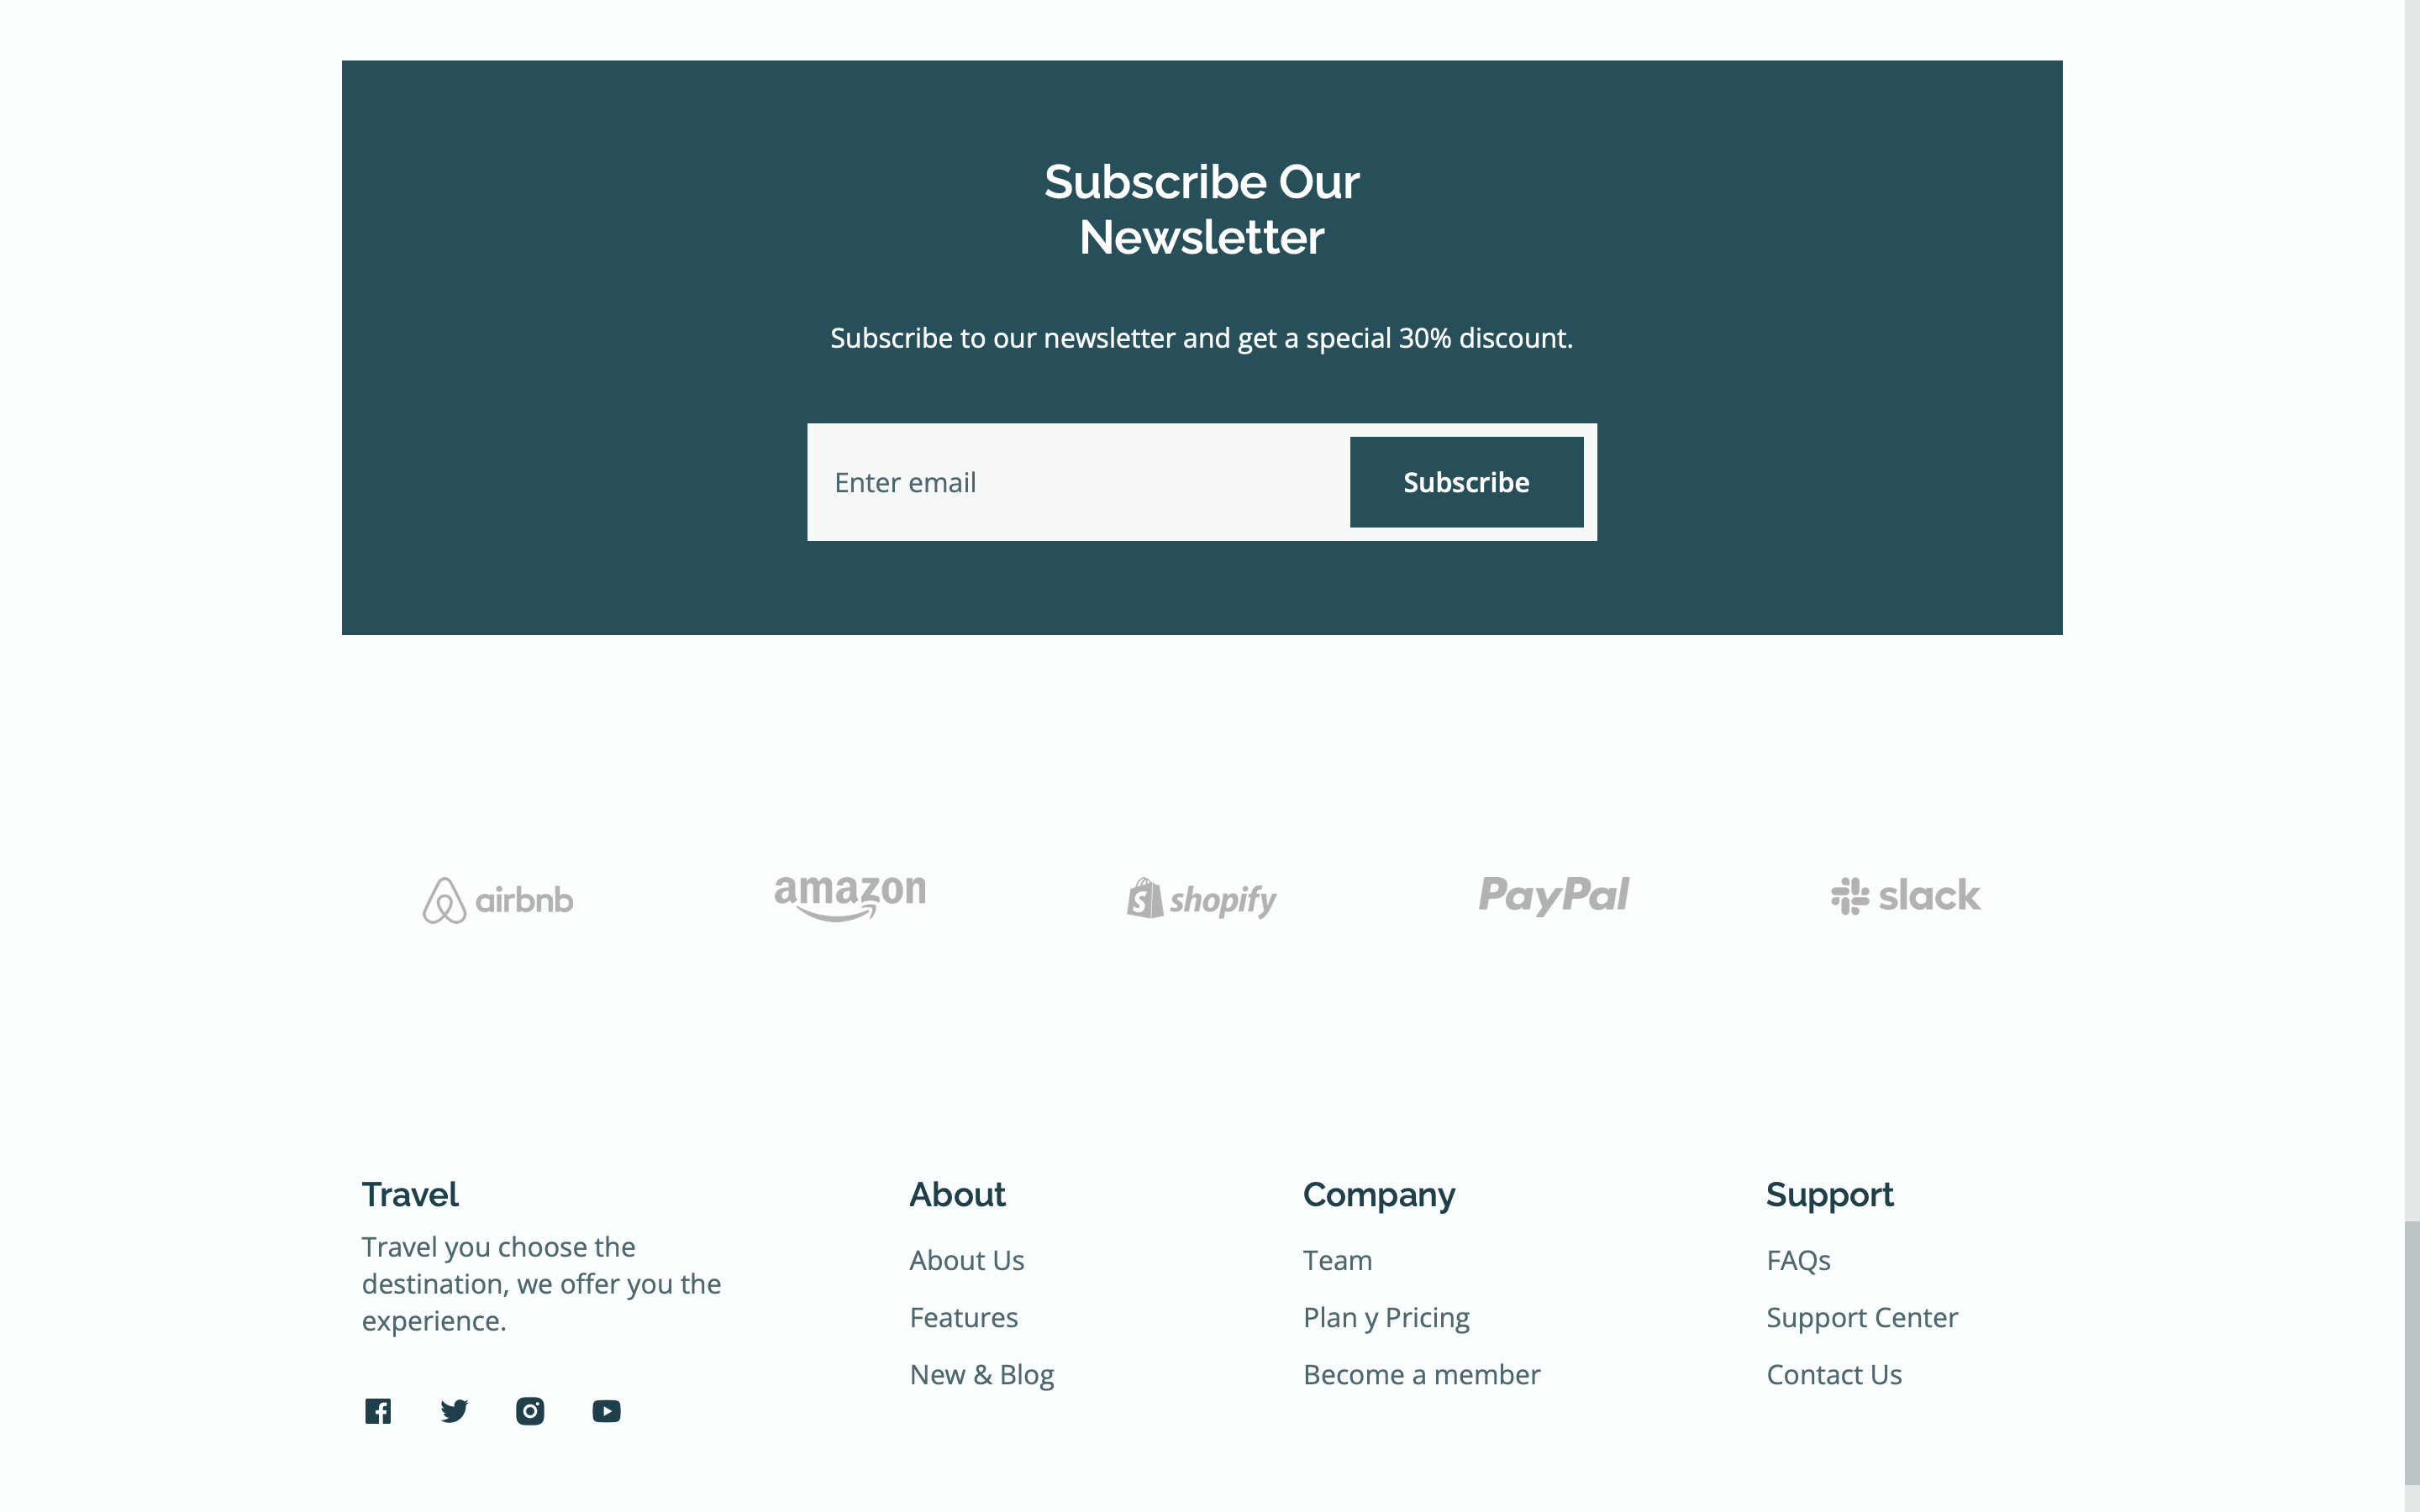 Subscribe Our
Newsletter
Subscribe to our newsletter and get a special 30% discount.
Enter email
Subscribe
airbnb
amazon
shopify
PayPal
slack
Travel
Travel you choose the
destination, we offer you the
experience.
About
About Us
Features
New & Blog
Company
Team
Plan y Pricing
Become a member
Support
FAQs
Support Center
Contact Us